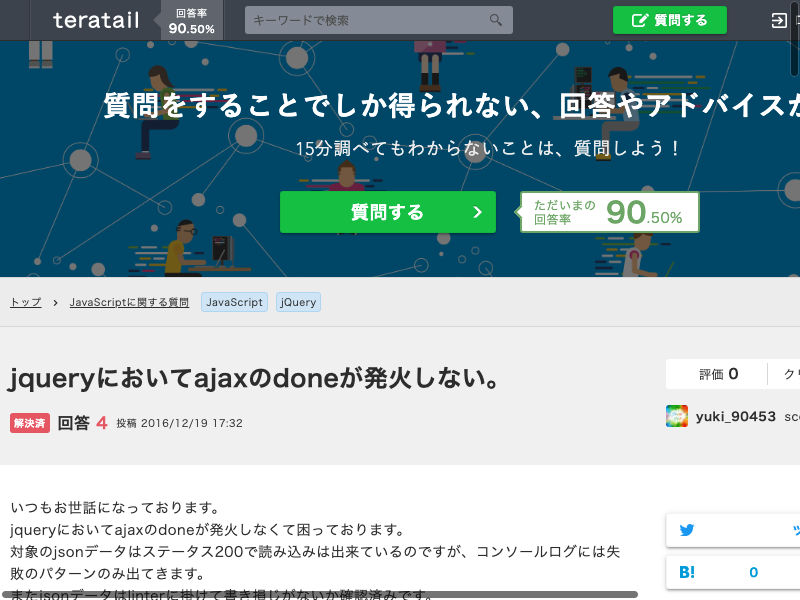 teratail
回答率
90.50%
キーワードで検索
質問する
質問をすることでしか得られない、回答やアドバイスが
15分調べてもわからないことは、質問しよう！
質問する
ただいまの
回答率
90.50%
トップ
JavaScriptに関する質問
JavaScript
jQuery
jqueryにおいてajaxのdoneが発火しない。
評価 0
ク
解決済
回答 4
投稿 2016/12/19 17:32
yuki_90453
sc
いつもお世話になっております。
jqueryにおいてajaxのdoneが発火しなくて困っております。
対象のjsonデータはステータス200で読み込みは出来ているのですが、コンソールログには失
敗のパターンのみ出てきます。
またjsonデータはlinterに掛けて書き損じがないか確認済みです。
ツ
B!
0